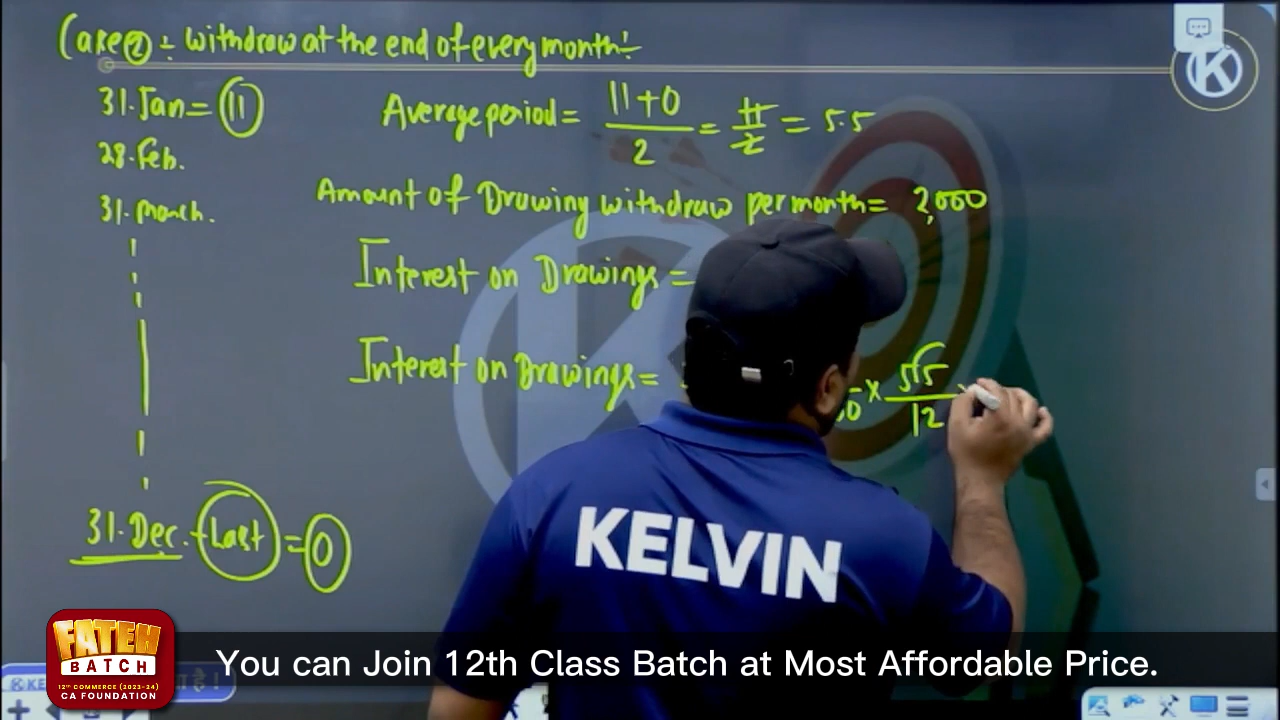 Case② : withdraw at the end of every month:
31. Jan = 11
Average period = 11+0 / 2 = 11/2 = 5.5
28. Feb.
31. march.
Amount of Drawing withdraw per month = 2,000
Interest on Drawings =
Interest on Drawings =
× 5.5 / 12
31. Dec. - Last = 0
K
KELVIN
FATEH
BATCH
12TH COMMERCE (2023-24)
CA FOUNDATION
You can Join 12th Class Batch at Most Affordable Price.